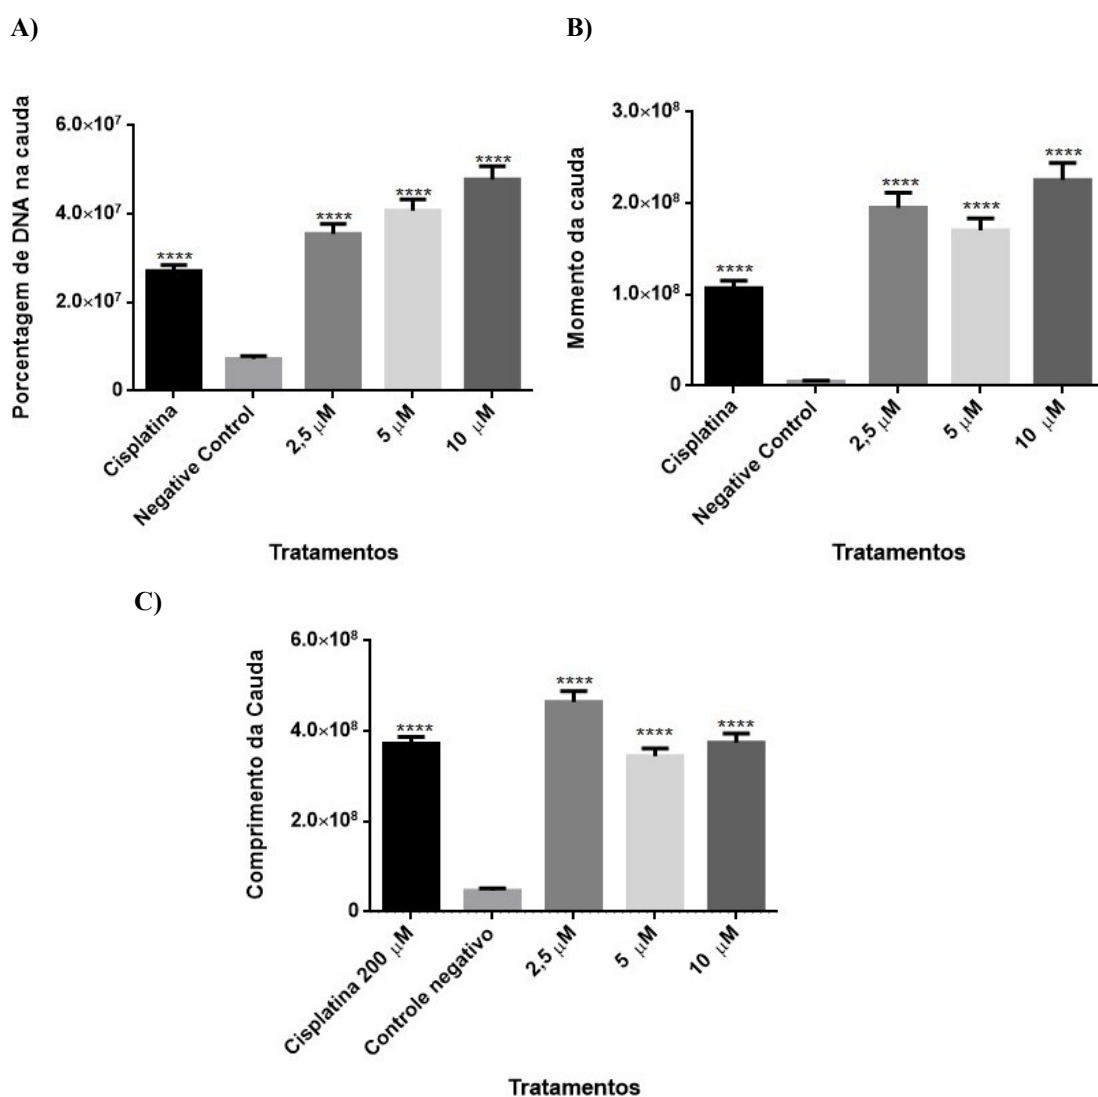 A)
Porcentagem de DNA na cauda
6.0×10⁷
4.0×10⁷
2.0×10⁷
0
****
****
****
****
Cisplatina
Negative Control
2,5 µM
5 µM
10 µM
Tratamentos
B)
Momento da cauda
3.0×10⁸
2.0×10⁸
1.0×10⁸
0
****
****
****
****
Cisplatina
Negative Control
2,5 µM
5 µM
10 µM
Tratamentos
C)
Comprimento da Cauda
6.0×10⁸
4.0×10⁸
2.0×10⁸
0
****
****
****
****
Cisplatina 200 µM
Controle negativo
2,5 µM
5 µM
10 µM
Tratamentos